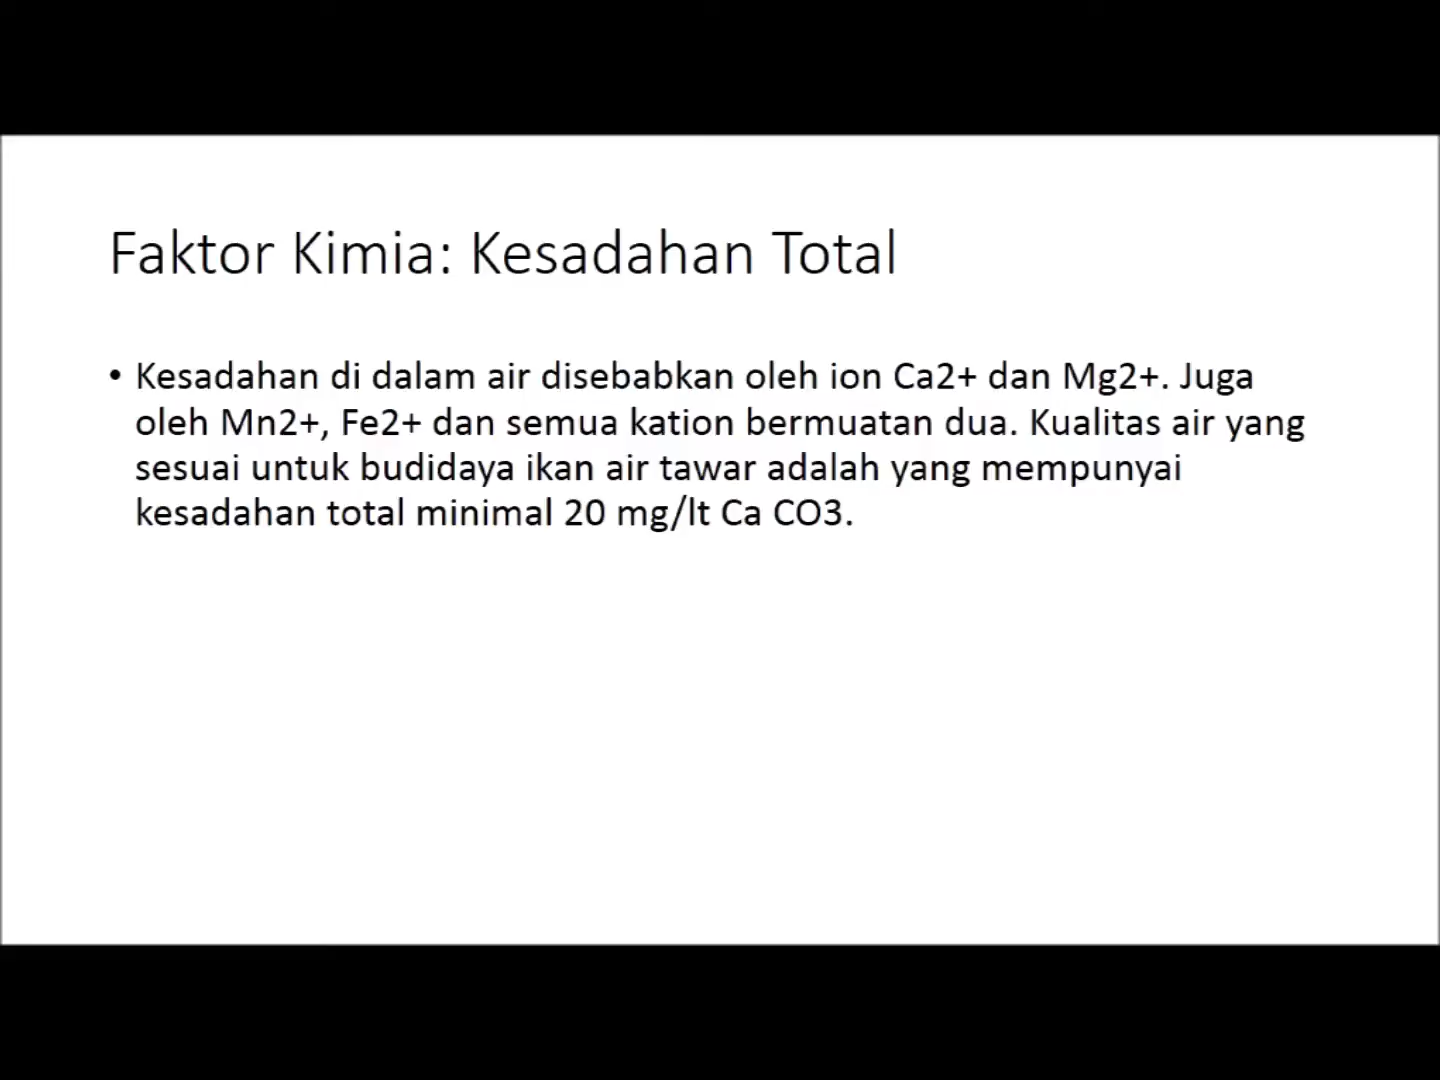 Faktor Kimia: Kesadahan Total
• Kesadahan di dalam air disebabkan oleh ion Ca2+ dan Mg2+. Juga
oleh Mn2+, Fe2+ dan semua kation bermuatan dua. Kualitas air yang
sesuai untuk budidaya ikan air tawar adalah yang mempunyai
kesadahan total minimal 20 mg/lt Ca CO3.